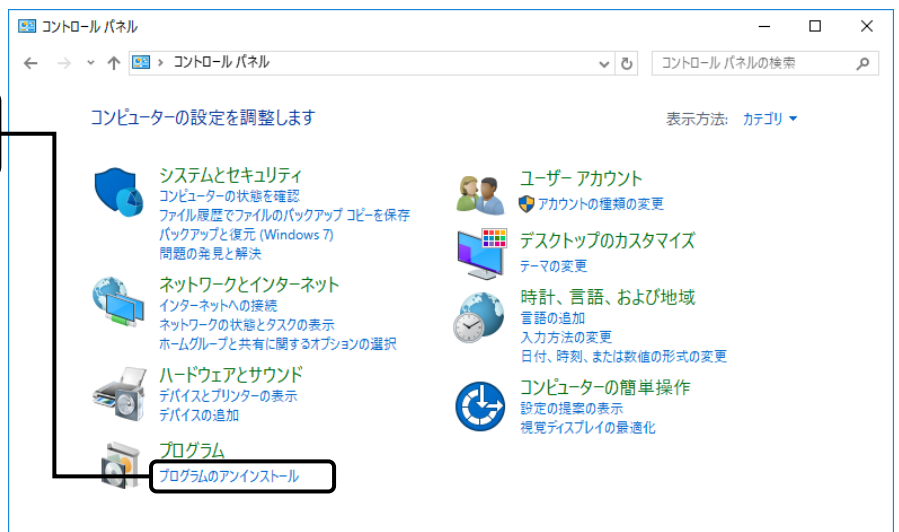 コントロール パネル
コントロール パネル
コントロール パネルの検索
コンピューターの設定を調整します
表示方法: カテゴリ
システムとセキュリティ
コンピューターの状態を確認
ファイル履歴でファイルのバックアップ コピーを保存
バックアップと復元 (Windows 7)
問題の発見と解決
ネットワークとインターネット
インターネットへの接続
ネットワークの状態とタスクの表示
ホームグループと共有に関するオプションの選択
ハードウェアとサウンド
デバイスとプリンターの表示
デバイスの追加
プログラム
プログラムのアンインストール
ユーザー アカウント
アカウントの種類の変更
デスクトップのカスタマイズ
テーマの変更
時計、言語、および地域
言語の追加
入力方法の変更
日付、時刻、または数値の形式の変更
コンピューターの簡単操作
設定の提案の表示
視覚ディスプレイの最適化